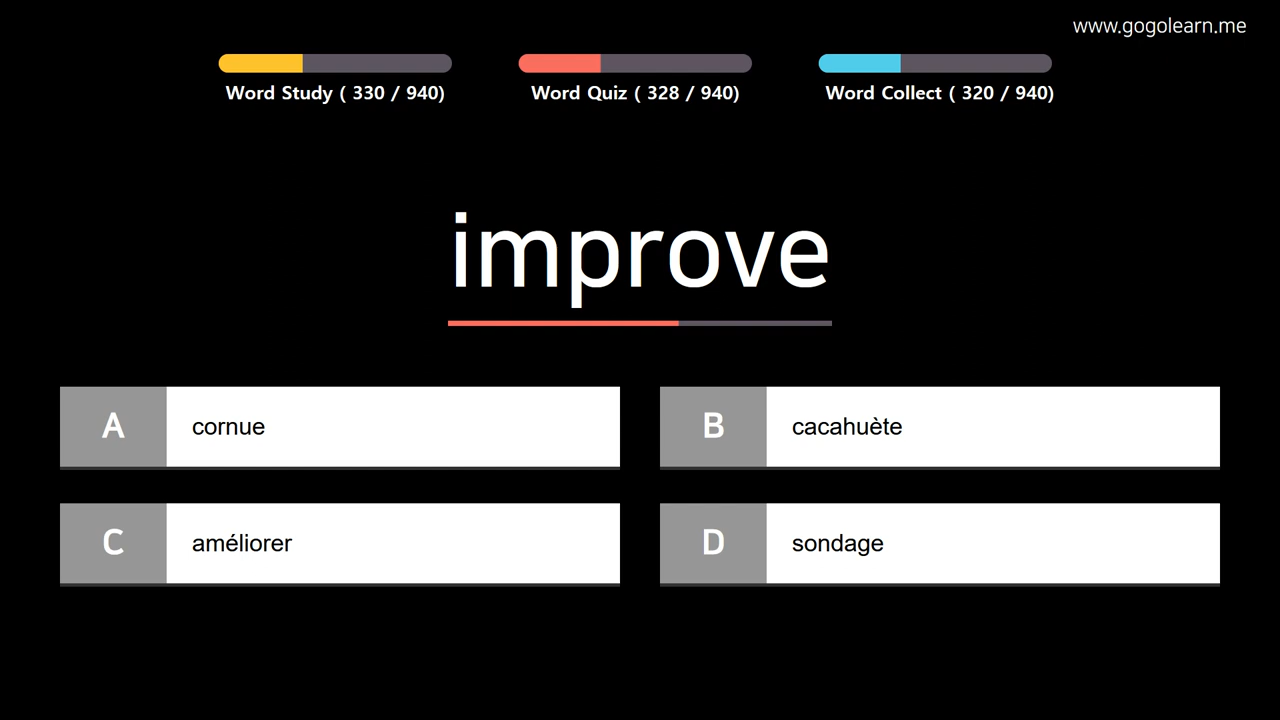 www.gogolearn.me
Word Study ( 330 / 940)
Word Quiz ( 328 / 940)
Word Collect ( 320 / 940)
improve
A cornue
B cacahuète
C améliorer
D sondage